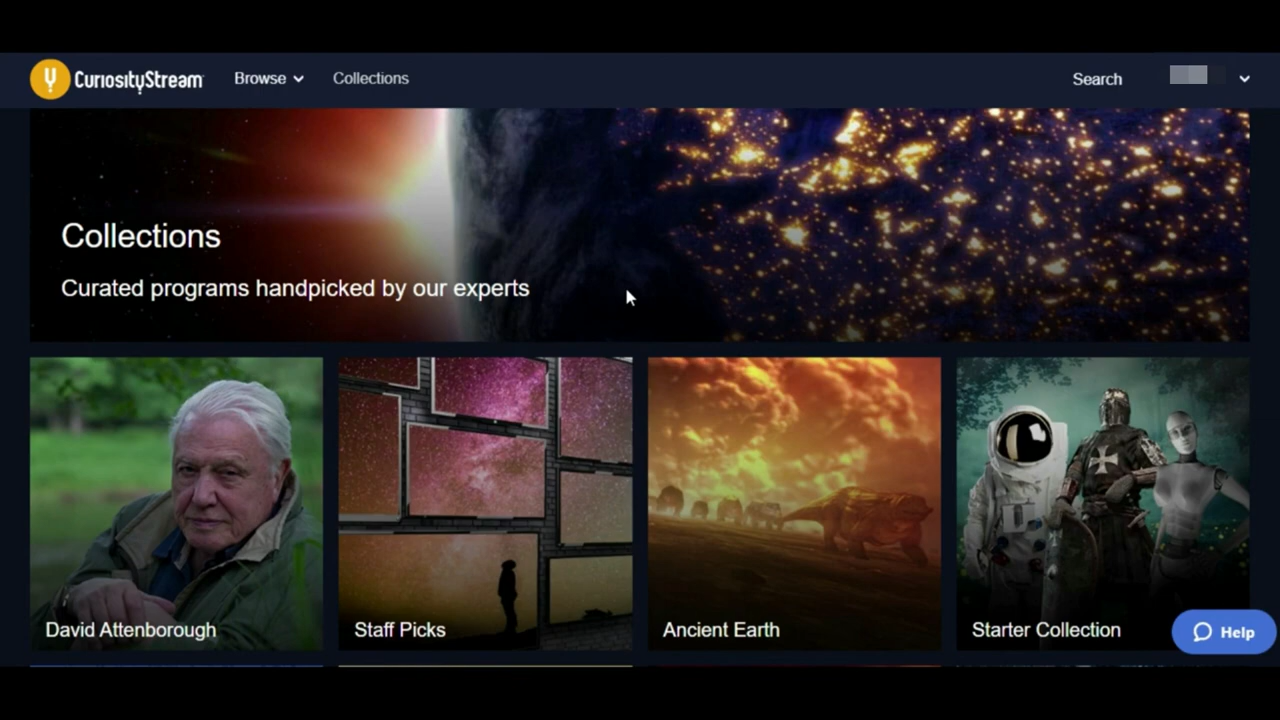 CuriosityStream
Browse
Collections
Search
Collections
Curated programs handpicked by our experts
David Attenborough
Staff Picks
Ancient Earth
Starter Collection
Help